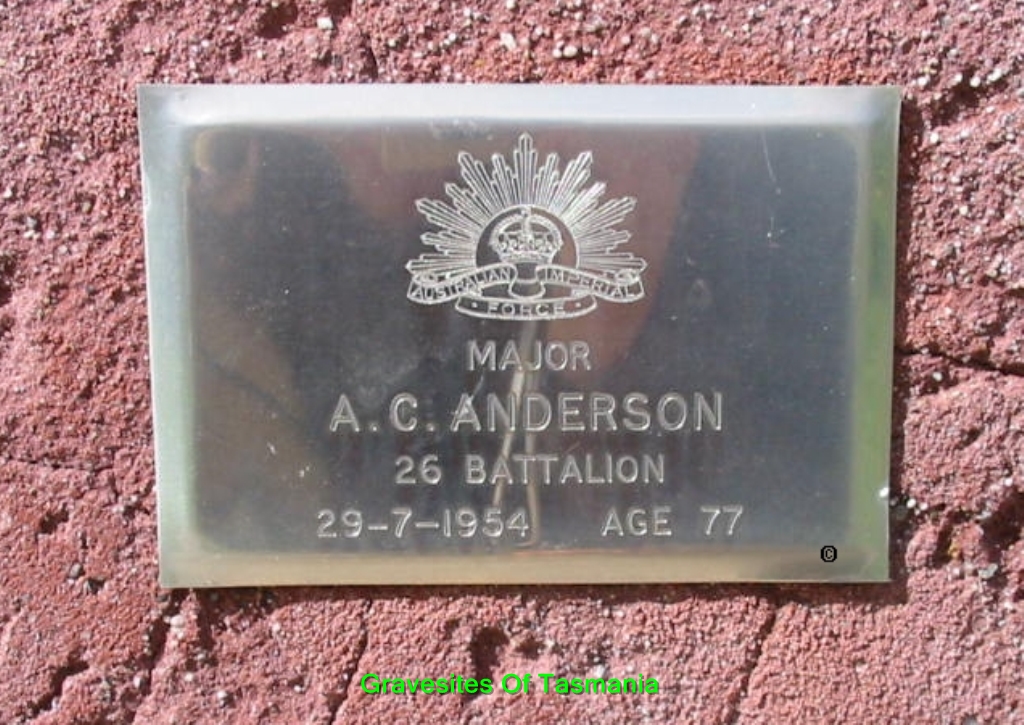 AUSTRALIAN IMPERIAL
FORCE
MAJOR
A. C. ANDERSON
26 BATTALION
29-7-1954 AGE 77
©
Gravesites Of Tasmania